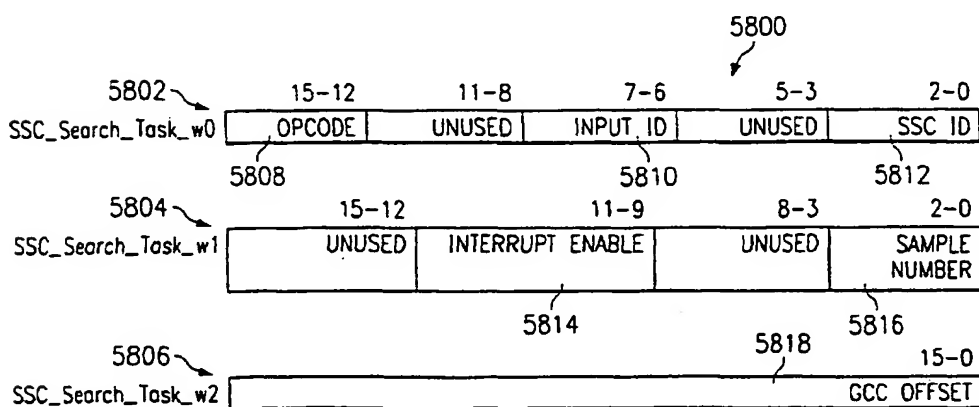 5800
5802
15-12 11-8 7-6 5-3 2-0
SSC_Search_Task_w0 OPCODE UNUSED INPUT ID UNUSED SSC ID
5808 5810 5812
5804
15-12 11-9 8-3 2-0
SSC_Search_Task_w1 UNUSED INTERRUPT ENABLE UNUSED SAMPLE
NUMBER
5814 5816
5806 5818 15-0
SSC_Search_Task_w2 GCC OFFSET